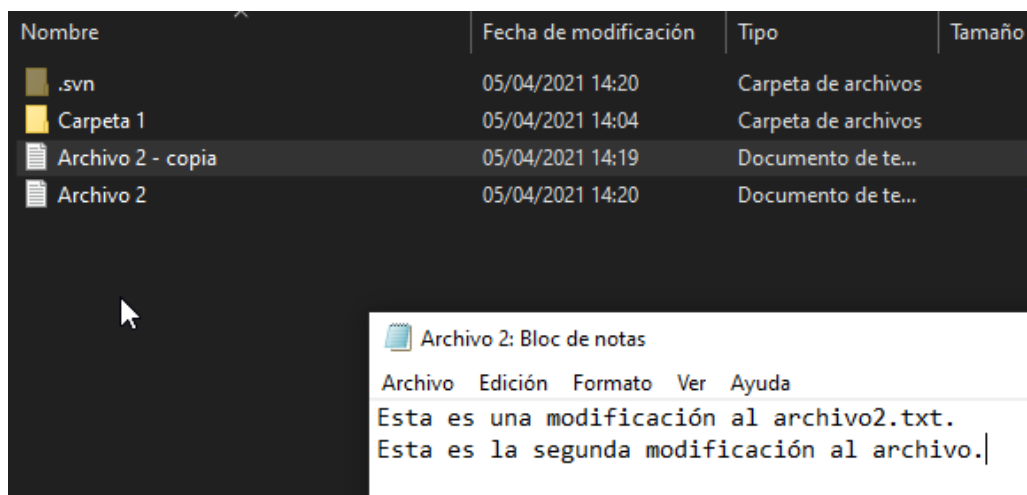 Nombre Fecha de modificación Tipo Tamaño
.svn 05/04/2021 14:20 Carpeta de archivos
Carpeta 1 05/04/2021 14:04 Carpeta de archivos
Archivo 2 - copia 05/04/2021 14:19 Documento de te...
Archivo 2 05/04/2021 14:20 Documento de te...
Archivo 2: Bloc de notas
Archivo Edición Formato Ver Ayuda
Esta es una modificación al archivo2.txt.
Esta es la segunda modificación al archivo.